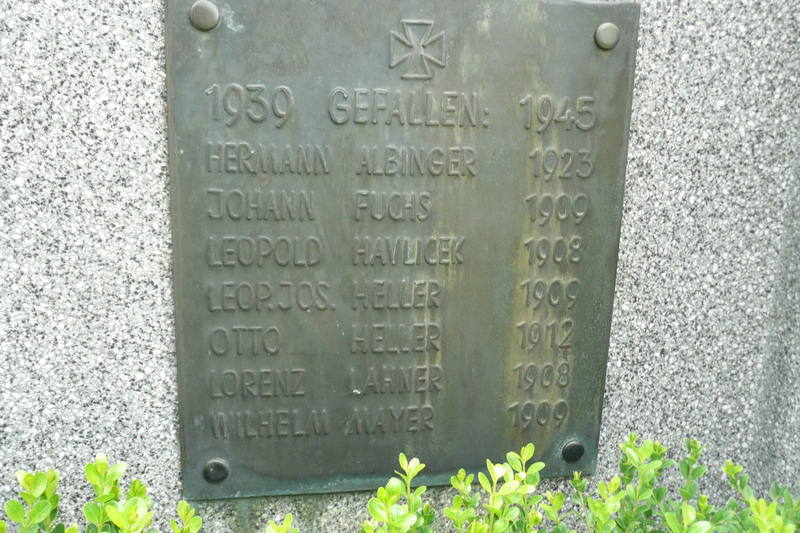 1939 GEFALLEN: 1945
HERMANN ALBINGER 1923
JOHANN FUCHS 1909
LEOPOLD HAVLICEK 1908
LEOP. JOS. HELLER 1909
OTTO HELLER 1912
LORENZ LAHNER 1908
WILHELM MAYER 1909